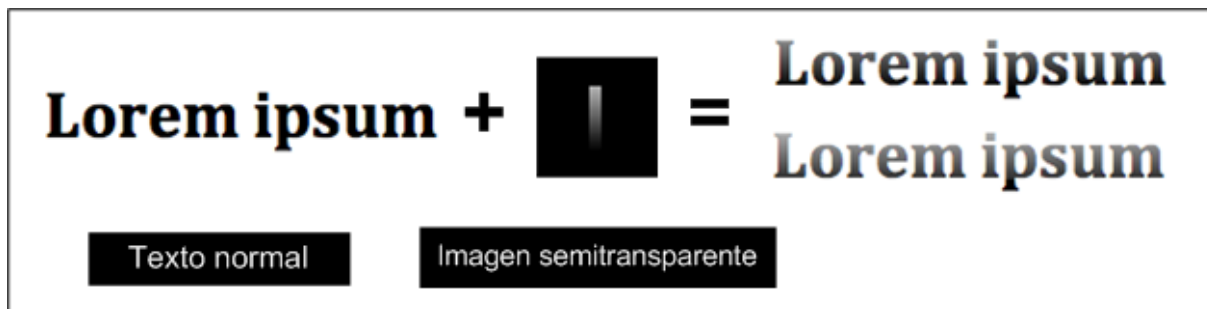 Lorem ipsum + = Lorem ipsum
Lorem ipsum
Texto normal
Imagen semitransparente